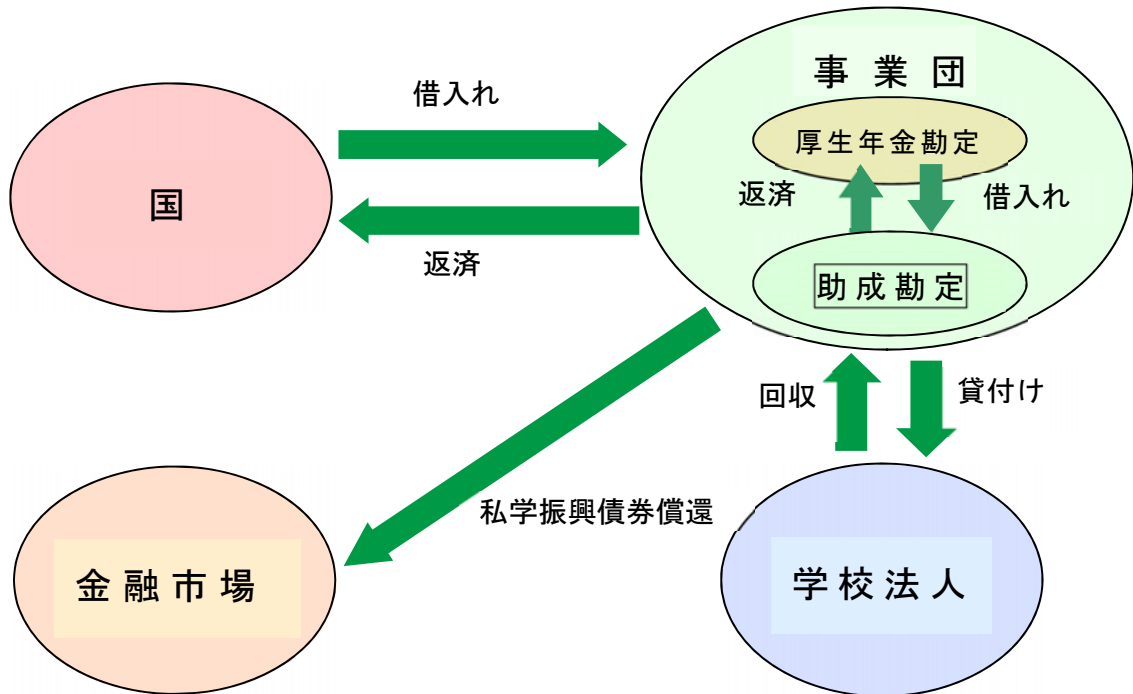 事業団
借入れ
厚生年金勘定
国
返済
借入れ
返済
助成勘定
回収
貸付け
私学振興債券償還
金融市場
学校法人